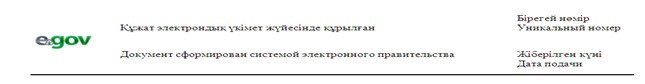 Бірегей нөмір
Құжат электрондық үкімет жүйесінде құрылған
Уникальный номер
egov
Документ сформирован системой электронного правительства
Жіберілген күні
Дата подачи